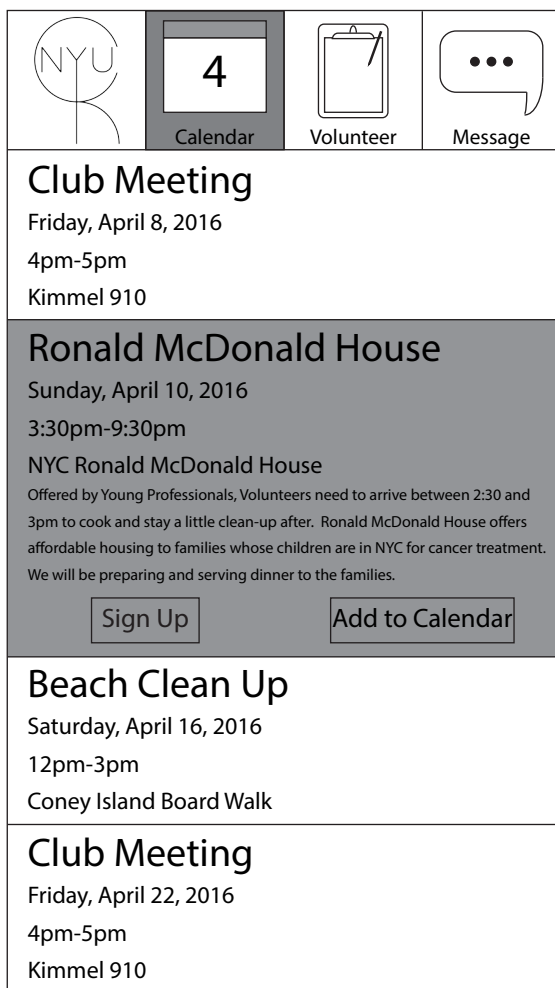 NYU
4
Calendar
Volunteer
Message
Club Meeting
Friday, April 8, 2016
4pm-5pm
Kimmel 910
Ronald McDonald House
Sunday, April 10, 2016
3:30pm-9:30pm
NYC Ronald McDonald House
Offered by Young Professionals, Volunteers need to arrive between 2:30 and
3pm to cook and stay a little clean-up after.  Ronald McDonald House offers
affordable housing to families whose children are in NYC for cancer treatment.
We will be preparing and serving dinner to the families.
Sign Up
Add to Calendar
Beach Clean Up
Saturday, April 16, 2016
12pm-3pm
Coney Island Board Walk
Club Meeting
Friday, April 22, 2016
4pm-5pm
Kimmel 910